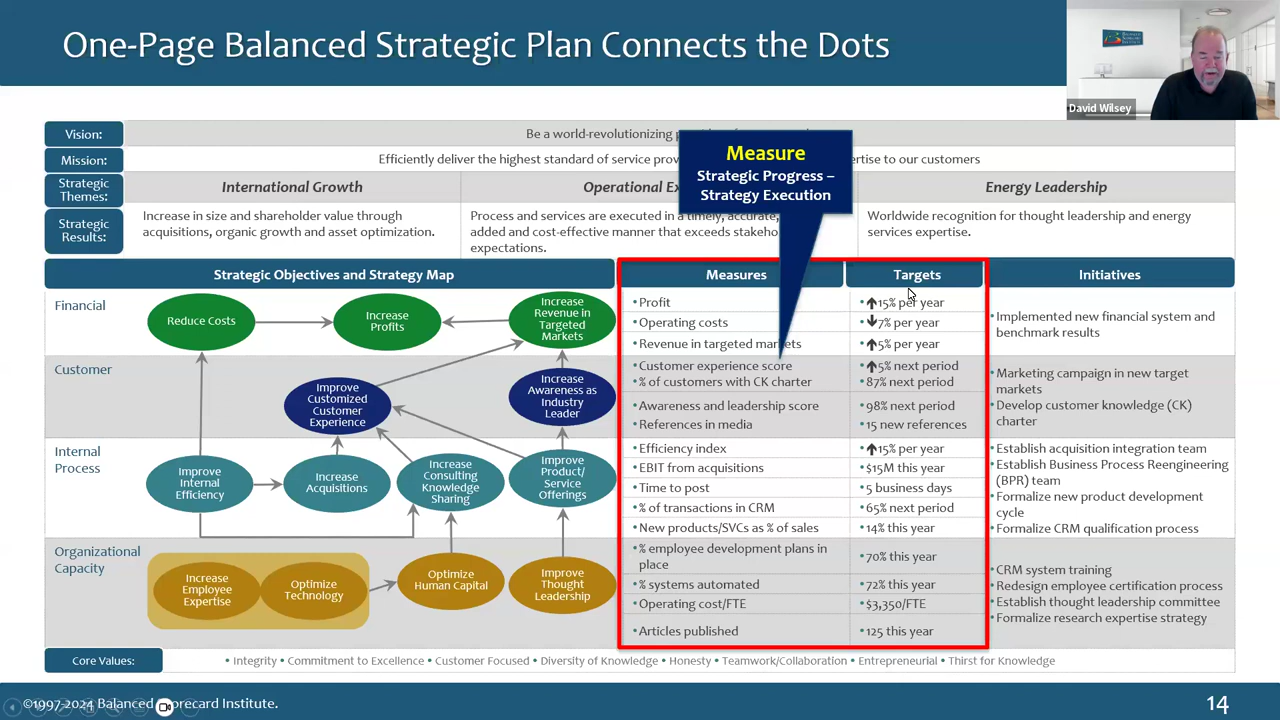 One-Page Balanced Strategic Plan Connects the Dots
David Wilsey
Vision:
Be a world-revolutionizing
Mission:
Efficiently deliver the highest standard of service
to our customers
Measure
Strategic Progress –
Strategy Execution
Strategic
Themes:
International Growth
Operational
Energy Leadership
Strategic
Results:
Increase in size and shareholder value through
acquisitions, organic growth and asset optimization.
Process and services are executed in a timely, accurate,
added and cost-effective manner that exceeds
expectations.
Worldwide recognition for thought leadership and energy
services expertise.
Strategic Objectives and Strategy Map
Measures
Targets
Initiatives
Financial
Reduce Costs
Increase
Profits
Increase
Revenue in
Targeted
Markets
Customer
Improve
Customized
Customer
Experience
Increase
Awareness as
Industry
Leader
Internal
Process
Improve
Internal
Efficiency
Increase
Acquisitions
Increase
Consulting
Knowledge
Sharing
Improve
Product/
Service
Offerings
Organizational
Capacity
Increase
Employee
Expertise
Optimize
Technology
Optimize
Human Capital
Improve
Thought
Leadership
• Profit
• Operating costs
• Revenue in targeted markets
• Customer experience score
• % of customers with CK charter
• Awareness and leadership score
• References in media
• Efficiency index
• EBIT from acquisitions
• Time to post
• % of transactions in CRM
• New products/SVCs as % of sales
• % employee development plans in
place
• % systems automated
• Operating cost/FTE
• Articles published
• ↑15% per year
• ↓7% per year
• ↑5% per year
• ↑5% next period
• 87% next period
• 98% next period
• 15 new references
• ↑15% per year
• $15M this year
• 5 business days
• 65% next period
• 14% this year
• 70% this year
• 72% this year
• $3,350/FTE
• 125 this year
• Implemented new financial system and
benchmark results
• Marketing campaign in new target
markets
• Develop customer knowledge (CK)
charter
• Establish acquisition integration team
• Establish Business Process Reengineering
(BPR) team
• Formalize new product development
cycle
• Formalize CRM qualification process
• CRM system training
• Redesign employee certification process
• Establish thought leadership committee
• Formalize research expertise strategy
Core Values:
• Integrity • Commitment to Excellence • Customer Focused • Diversity of Knowledge • Honesty • Teamwork/Collaboration • Entrepreneurial • Thirst for Knowledge
©1997-2024 Balanced Scorecard Institute.
14